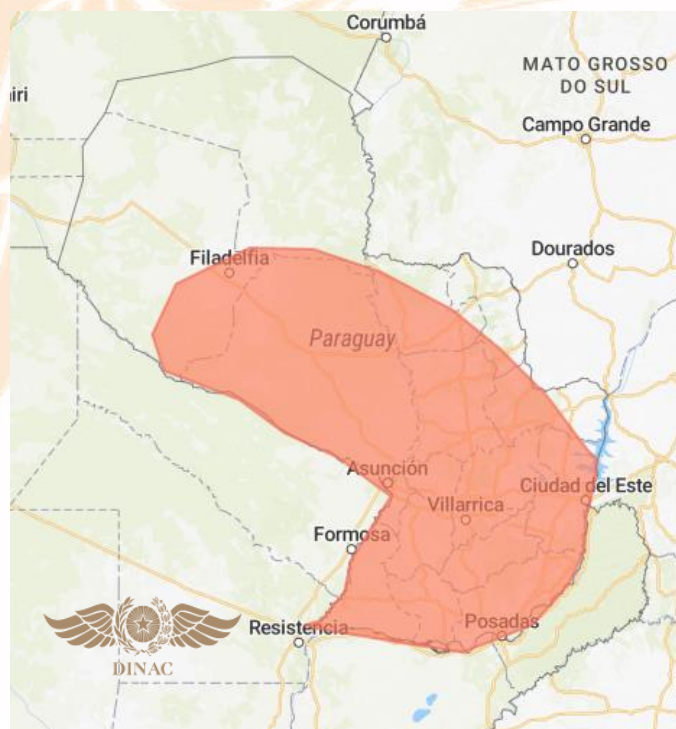 Corumbá
MATO GROSSO
DO SUL
iri
Campo Grande
Dourados
Filadelfia
Paraguay
Asunción
Ciudad del Este
Villarrica
Formosa
Resistencia
Posadas
DINAC